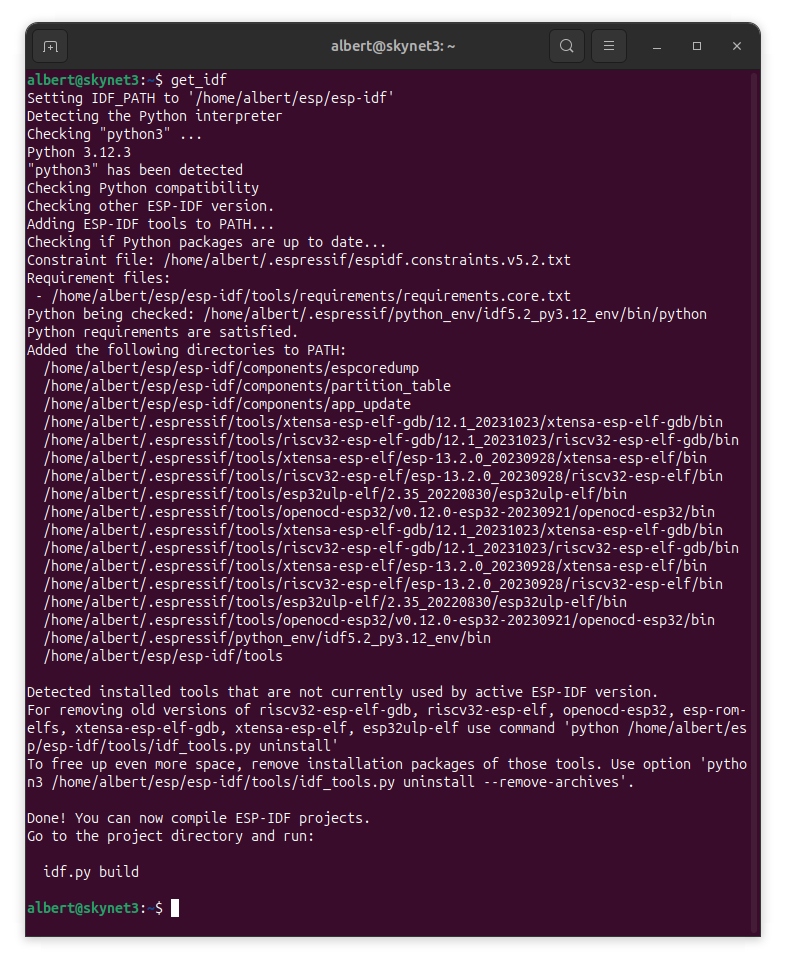 albert@skynet3: ~
albert@skynet3:~$ get_idf
Setting IDF_PATH to '/home/albert/esp/esp-idf'
Detecting the Python interpreter
Checking "python3" ...
Python 3.12.3
"python3" has been detected
Checking Python compatibility
Checking other ESP-IDF version.
Adding ESP-IDF tools to PATH...
Checking if Python packages are up to date...
Constraint file: /home/albert/.espressif/espidf.constraints.v5.2.txt
Requirement files:
 - /home/albert/esp/esp-idf/tools/requirements/requirements.core.txt
Python being checked: /home/albert/.espressif/python_env/idf5.2_py3.12_env/bin/python
Python requirements are satisfied.
Added the following directories to PATH:
  /home/albert/esp/esp-idf/components/espcoredump
  /home/albert/esp/esp-idf/components/partition_table
  /home/albert/esp/esp-idf/components/app_update
  /home/albert/.espressif/tools/xtensa-esp-elf-gdb/12.1_20231023/xtensa-esp-elf-gdb/bin
  /home/albert/.espressif/tools/riscv32-esp-elf-gdb/12.1_20231023/riscv32-esp-elf-gdb/bin
  /home/albert/.espressif/tools/xtensa-esp-elf/esp-13.2.0_20230928/xtensa-esp-elf/bin
  /home/albert/.espressif/tools/riscv32-esp-elf/esp-13.2.0_20230928/riscv32-esp-elf/bin
  /home/albert/.espressif/tools/esp32ulp-elf/2.35_20220830/esp32ulp-elf/bin
  /home/albert/.espressif/tools/openocd-esp32/v0.12.0-esp32-20230921/openocd-esp32/bin
  /home/albert/.espressif/tools/xtensa-esp-elf-gdb/12.1_20231023/xtensa-esp-elf-gdb/bin
  /home/albert/.espressif/tools/riscv32-esp-elf-gdb/12.1_20231023/riscv32-esp-elf-gdb/bin
  /home/albert/.espressif/tools/xtensa-esp-elf/esp-13.2.0_20230928/xtensa-esp-elf/bin
  /home/albert/.espressif/tools/riscv32-esp-elf/esp-13.2.0_20230928/riscv32-esp-elf/bin
  /home/albert/.espressif/tools/esp32ulp-elf/2.35_20220830/esp32ulp-elf/bin
  /home/albert/.espressif/tools/openocd-esp32/v0.12.0-esp32-20230921/openocd-esp32/bin
  /home/albert/.espressif/python_env/idf5.2_py3.12_env/bin
  /home/albert/esp/esp-idf/tools

Detected installed tools that are not currently used by active ESP-IDF version.
For removing old versions of riscv32-esp-elf-gdb, riscv32-esp-elf, openocd-esp32, esp-rom-
elfs, xtensa-esp-elf-gdb, xtensa-esp-elf, esp32ulp-elf use command 'python /home/albert/es
p/esp-idf/tools/idf_tools.py uninstall'
To free up even more space, remove installation packages of those tools. Use option 'pytho
n3 /home/albert/esp/esp-idf/tools/idf_tools.py uninstall --remove-archives'.

Done! You can now compile ESP-IDF projects.
Go to the project directory and run:

  idf.py build

albert@skynet3:~$